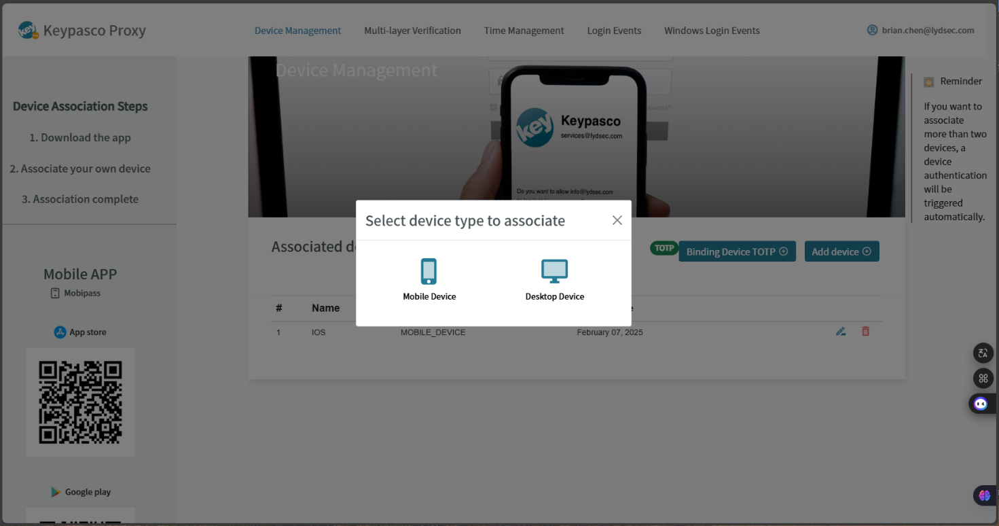 key
Keypasco Proxy
Device Management
Multi-layer Verification
Time Management
Login Events
Windows Login Events
brian.chen@lydsec.com
Device Association Steps
1. Download the app
2. Associate your own device
3. Association complete
Mobile APP
Mobipass
App store
Google play
Device Management
key
Keypasco
services@lydsec.com
Do you want to allow info@lydsec.com
Reminder
If you want to
associate
more than two
devices, a
device
authentication
will be
triggered
automatically.
Select device type to associate
Mobile Device
Desktop Device
Associated
TOTP
Binding Device TOTP
Add device
# Name
1 IOS MOBILE_DEVICE February 07, 2025